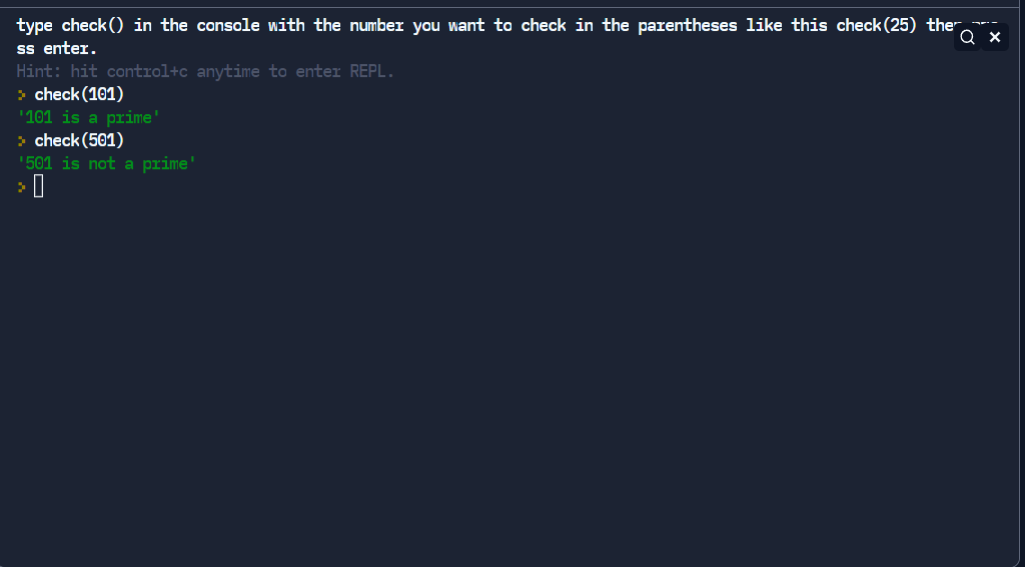 type check() in the console with the number you want to check in the parentheses like this check(25) then
ss enter.
Hint: hit control+c anytime to enter REPL.
> check(101)
'101 is a prime'
> check(501)
'501 is not a prime'
>